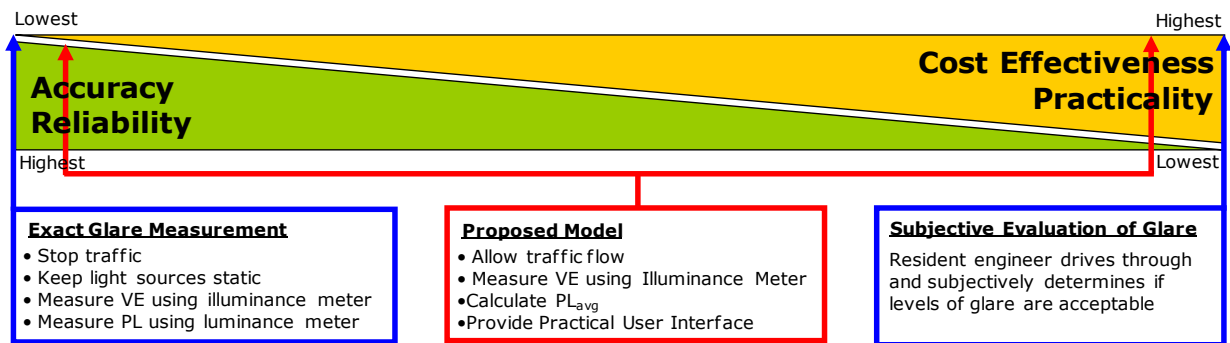 Lowest
Highest
Accuracy
Reliability
Cost Effectiveness
Practicality
Highest
Lowest
Exact Glare Measurement
• Stop traffic
• Keep light sources static
• Measure VE using illuminance meter
• Measure PL using luminance meter
Proposed Model
• Allow traffic flow
• Measure VE using Illuminance Meter
•Calculate PLavg
•Provide Practical User Interface
Subjective Evaluation of Glare
Resident engineer drives through
and subjectively determines if
levels of glare are acceptable